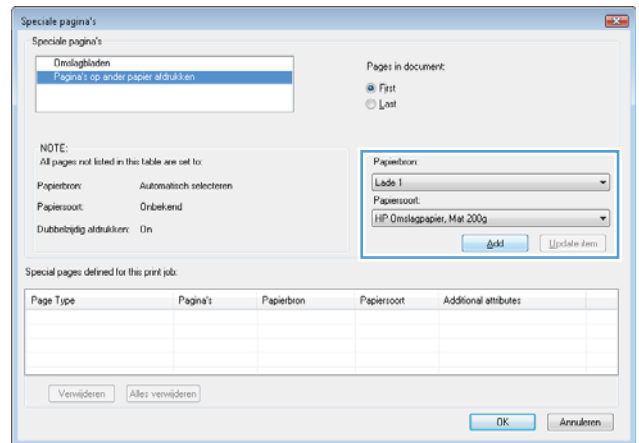 Speciale pagina's
Speciale pagina's
Omslagbladen
Pagina's op ander papier afdrukken
Pages in document:
First
Last
NOTE:
All pages not listed in this table are set to:
Papierbron: Automatisch selecteren
Papiersoort: Onbekend
Dubbelzijdig afdrukken: On
Papierbron:
Lade 1
Papiersoort:
HP Omslagpapier, Mat 200g
Add Update item
Special pages defined for this print job:
Page Type Pagina's Papierbron Papiersoort Additional attributes
Verwijderen Alles verwijderen
OK Annuleren